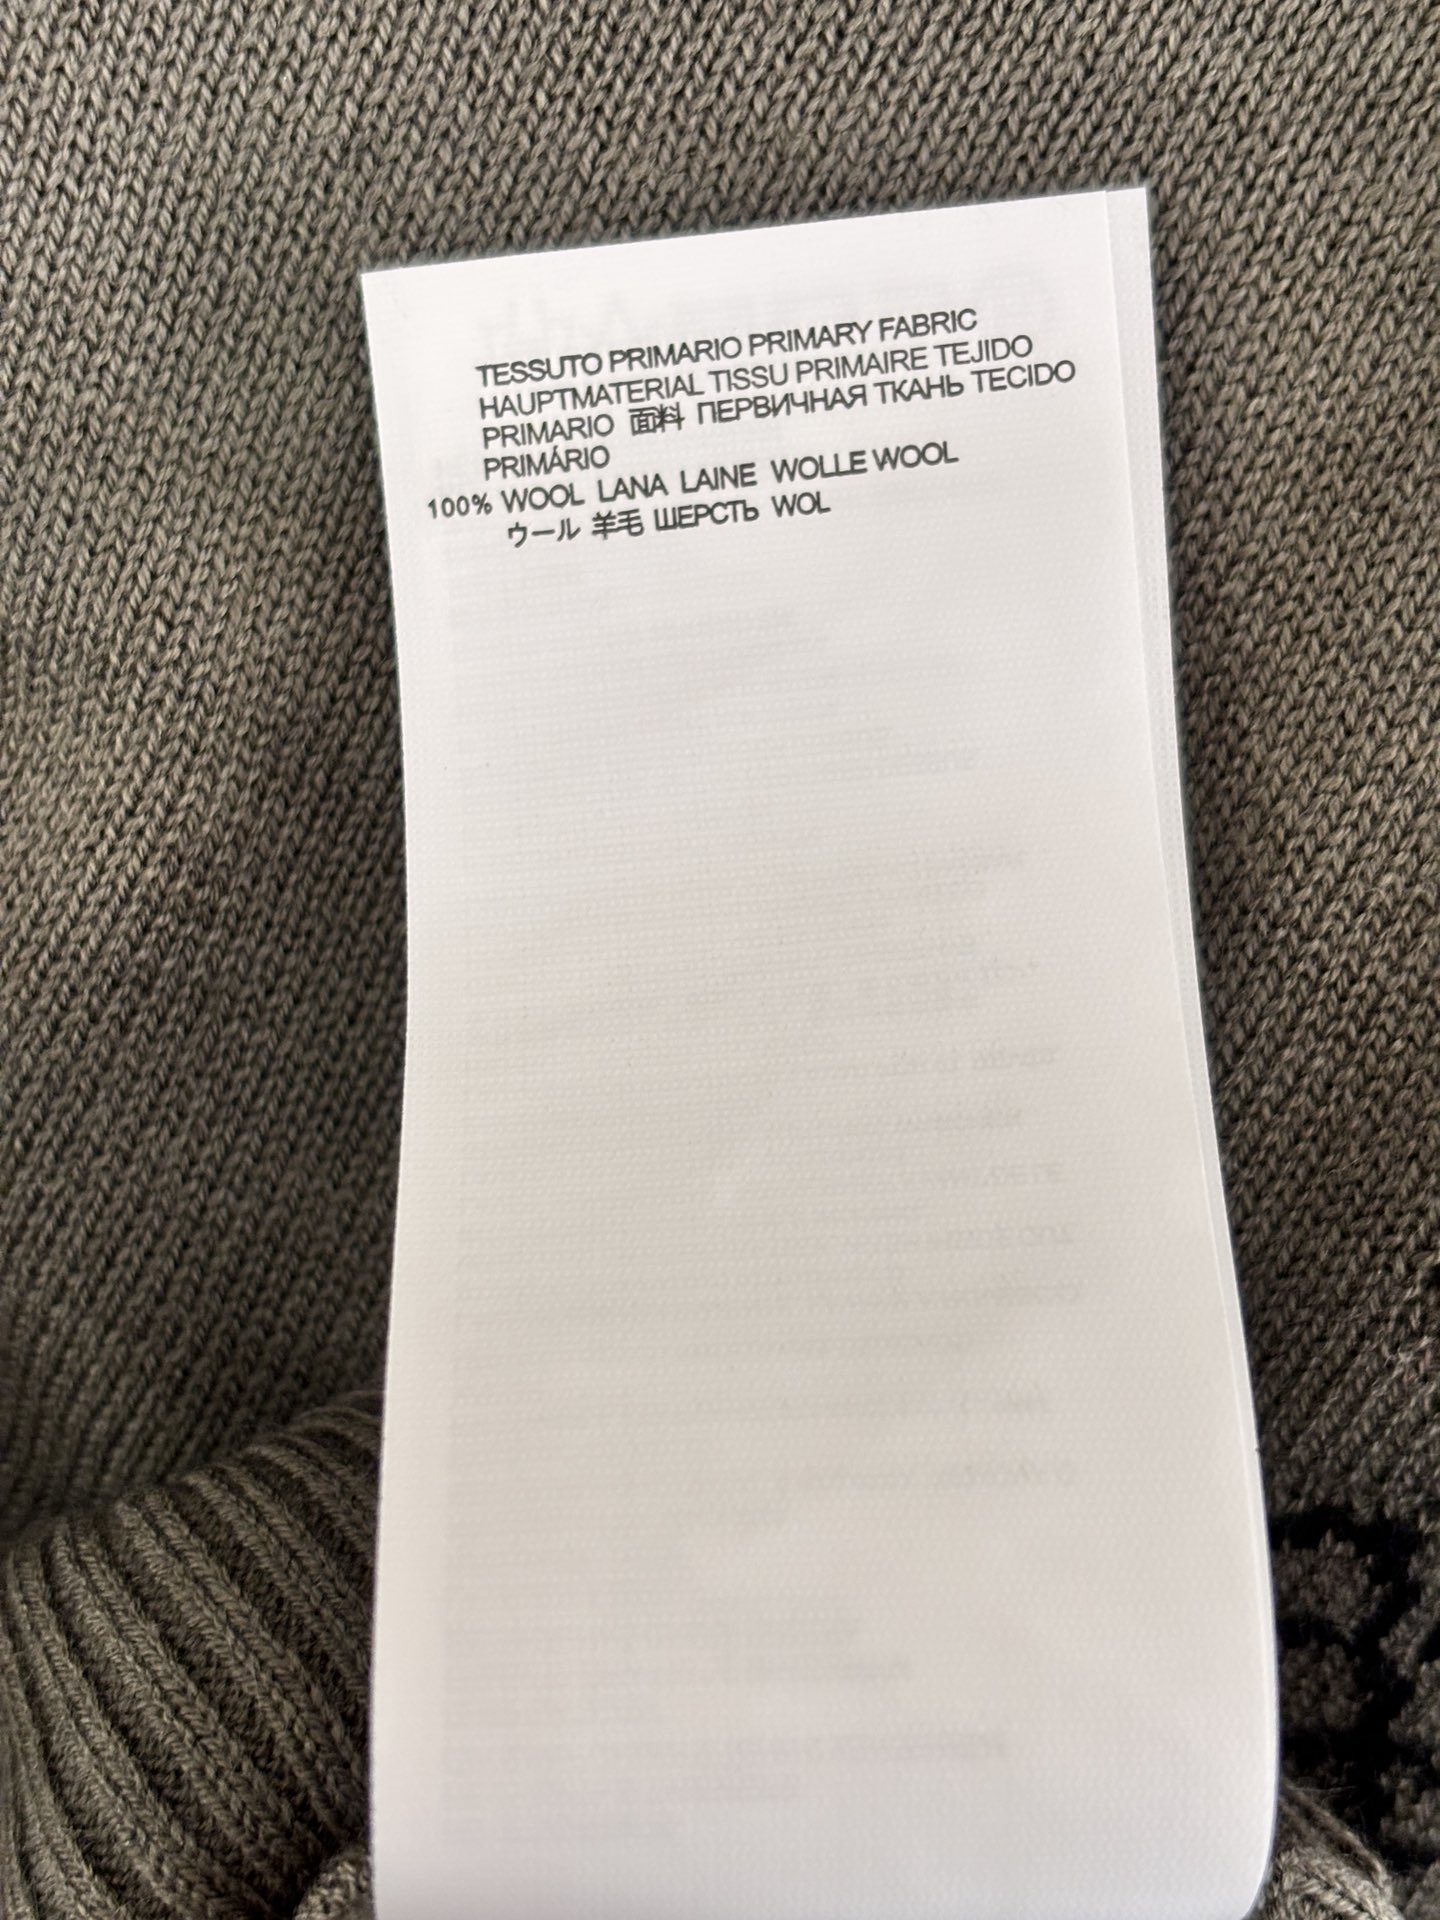 TESSUTO PRIMARIO PRIMARY FABRIC
HAUPTMATERIAL TISSU PRIMAIRE TEJIDO
PRIMARIO 面料 ПЕРВИЧНАЯ ТКАНЬ TECIDO
PRIMÁRIO
100% WOOL LANA LAINE WOLLE WOOL
ウール 羊毛 ШЕРСТЬ WOL